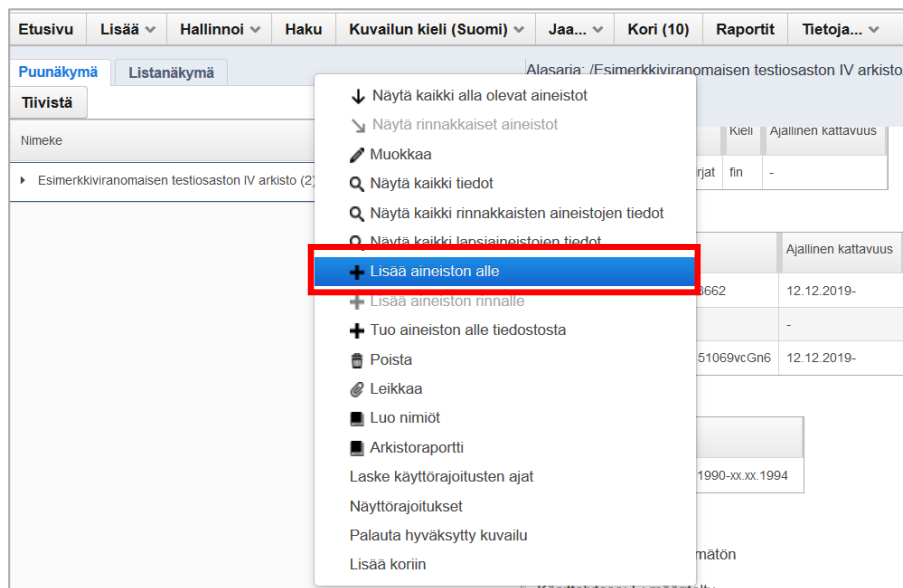 Etusivu Lisää Hallinnoi Haku Kuvailun kieli (Suomi) Jaa... Kori (10) Raportit Tietoja...
Puunäkymä Listanäkymä
Alasarja: /Esimerkkiviranomaisen testiosaston IV arkisto
Tiivistä
Nimeke
Esimerkkiviranomaisen testiosaston IV arkisto (2)
Näytä kaikki alla olevat aineistot
Näytä rinnakkaiset aineistot
Muokkaa
Näytä kaikki tiedot
Näytä kaikki rinnakkaisten aineistojen tiedot
Näytä kaikki lapsiaineistojen tiedot
Lisää aineiston alle
Lisää aineiston rinnalle
Tuo aineiston alle tiedostosta
Poista
Leikkaa
Luo nimiöt
Arkistoraportti
Laske käyttörajoitusten ajat
Näyttörajoitukset
Palauta hyväksytty kuvailu
Lisää koriin
Kieli Ajallinen kattavuus
rjat fin -
Ajallinen kattavuus
3662 12.12.2019-
-
51069vcGn6 12.12.2019-
1990-xx.xx.1994
mätön